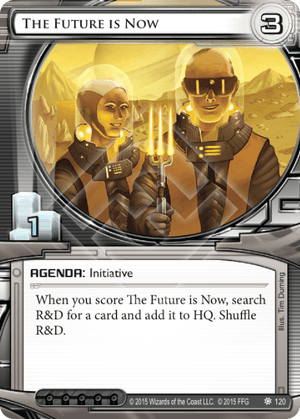 The Future is Now
3
1
AGENDA: Initiative
When you score The Future is Now, search
R&D for a card and add it to HQ. Shuffle
R&D.
Illus. Tim Durning
© 2015 Wizards of the Coast LLC. © 2015 FFG
120